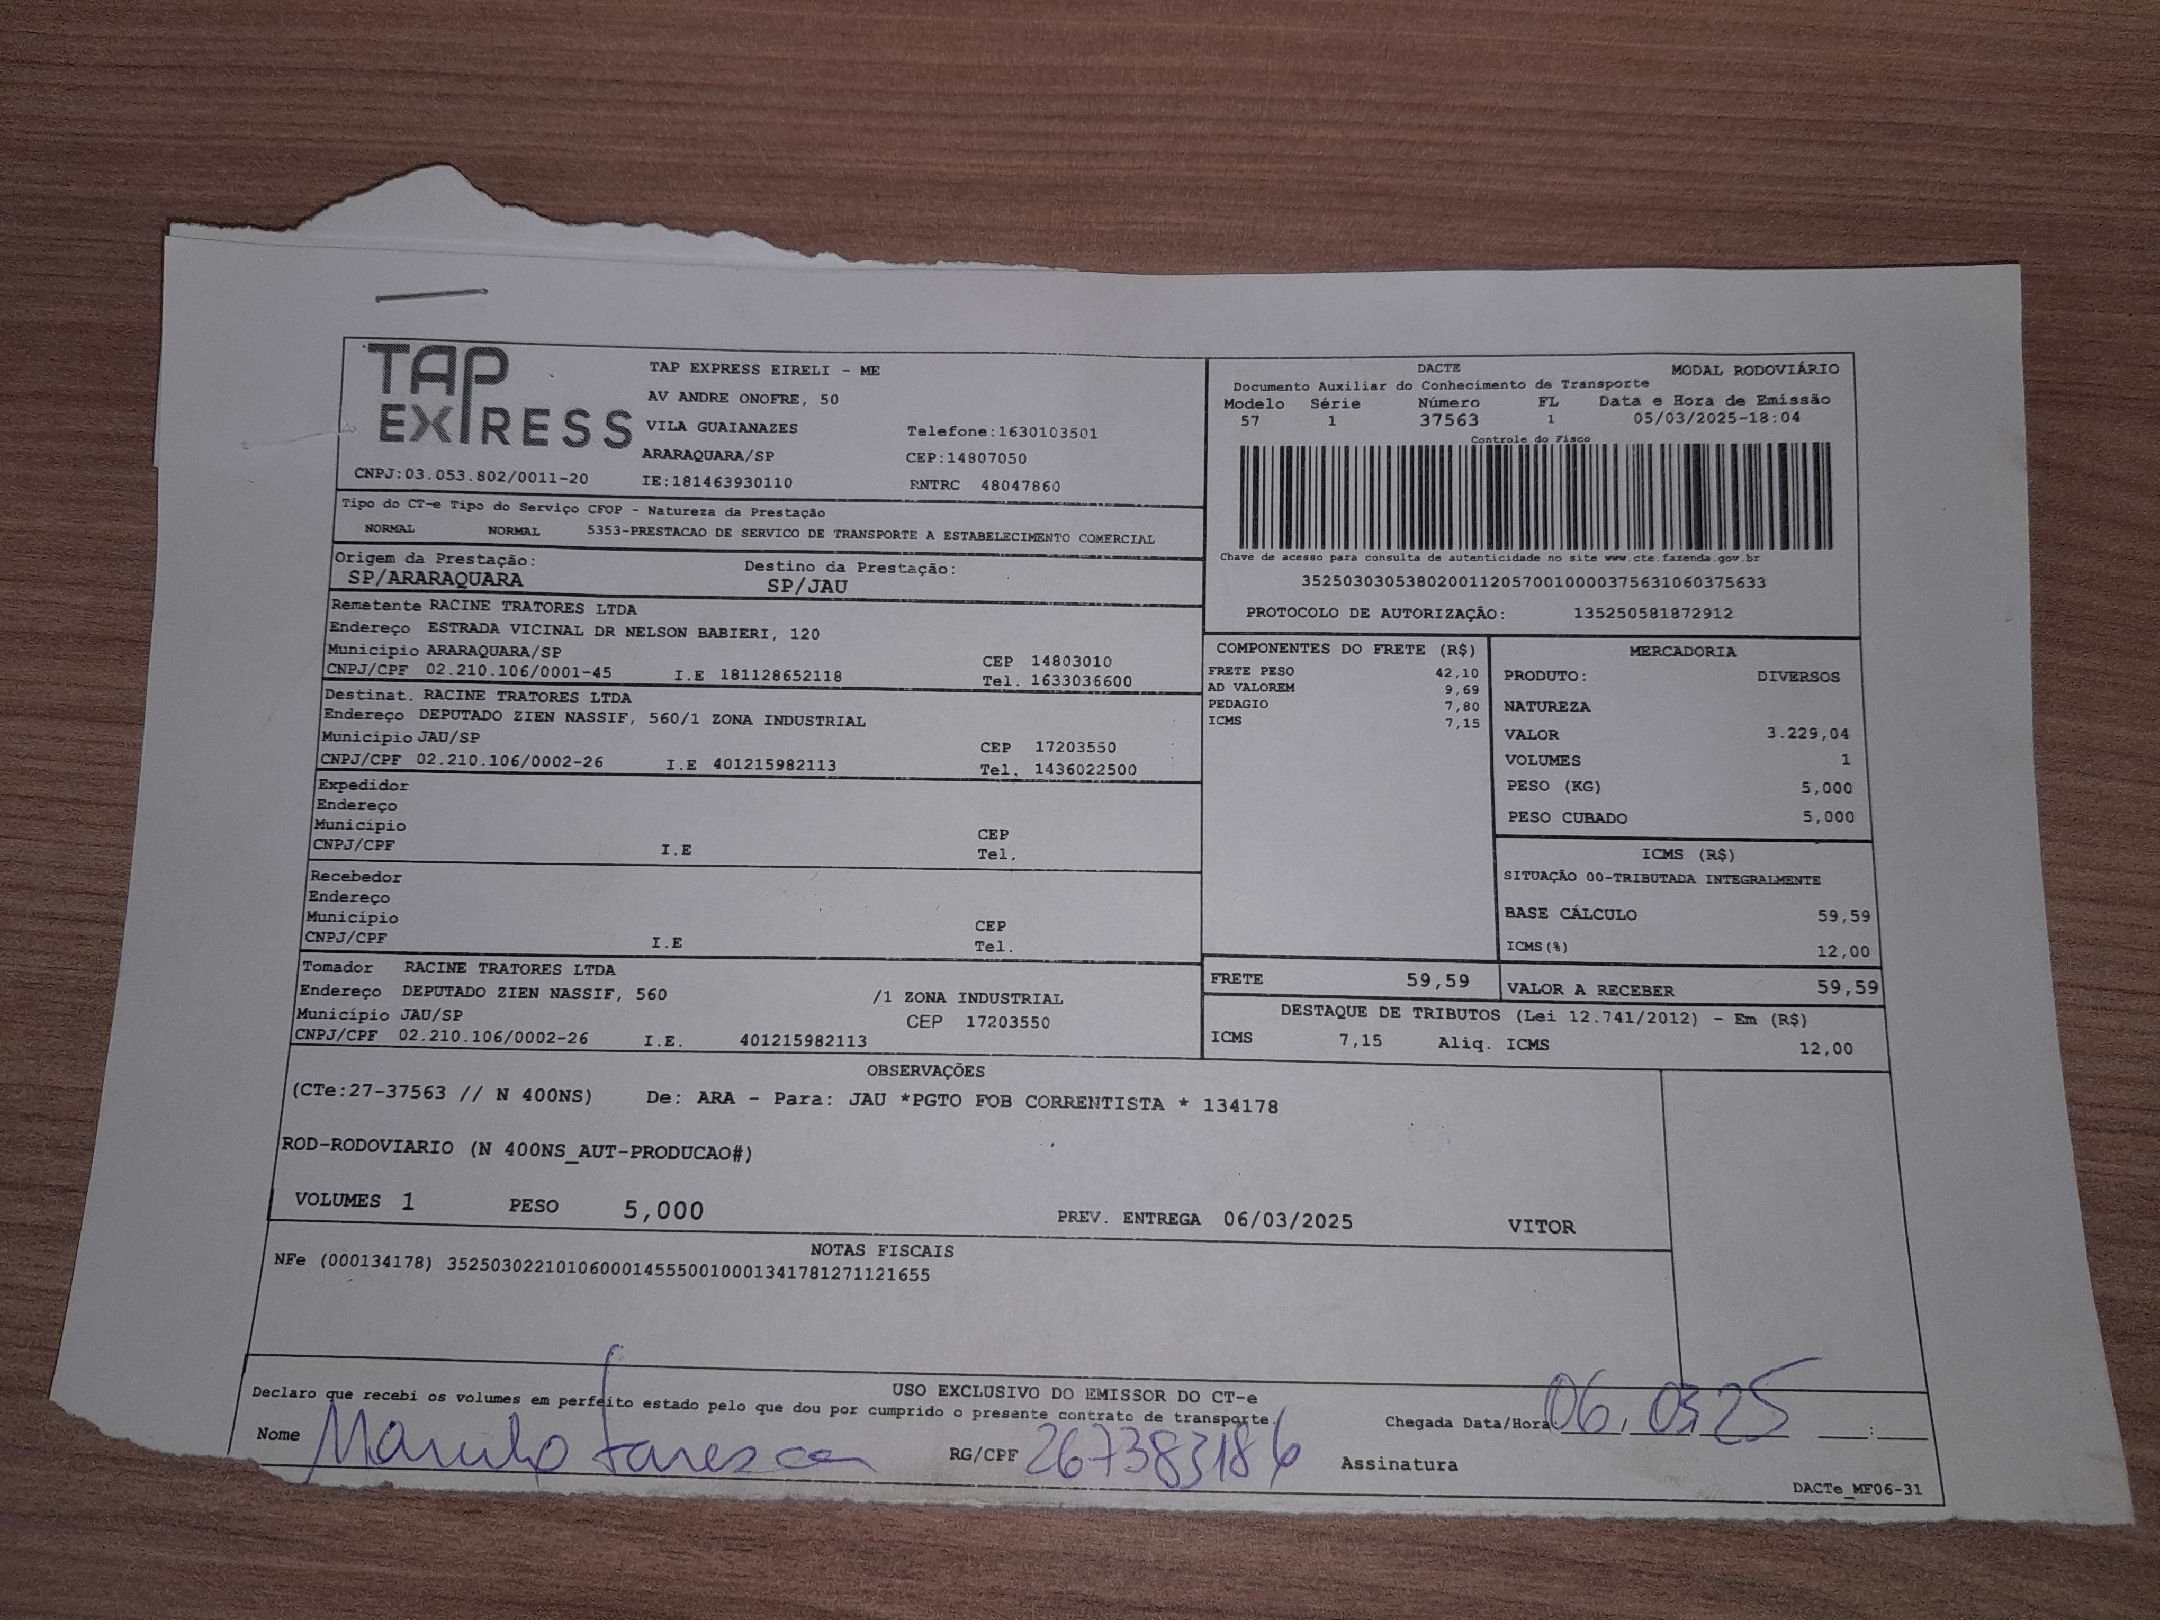 TAP
EXPRESS
TAP EXPRESS EIRELI - ME
AV ANDRE ONOFRE, 50
VILA GUAIANAZES Telefone:1630103501
ARARAQUARA/SP CEP:14807050
CNPJ:03.053.802/0011-20 IE:181463930110 RNTRC 48047860
DACTE MODAL RODOVIÁRIO
Documento Auxiliar do Conhecimento de Transporte
Modelo Série Número FL Data e Hora de Emissão
57 1 37563 1 05/03/2025-18:04
Controle do Fisco
Chave de acesso para consulta de autenticidade no site www.cte.fazenda.gov.br
35250303053802001120570010000375631060375633
PROTOCOLO DE AUTORIZAÇÂO: 135250581872912
Tipo do CT-e Tipo do Serviço CFOP - Natureza da Prestação
NORMAL NORMAL 5353-PRESTACAO DE SERVICO DE TRANSPORTE A ESTABELECIMENTO COMERCIAL
Origem da Prestação: Destino da Prestação:
SP/ARARAQUARA SP/JAU
Remetente RACINE TRATORES LTDA
Endereço ESTRADA VICINAL DR NELSON BABIERI, 120
Município ARARAQUARA/SP CEP 14803010
CNPJ/CPF 02.210.106/0001-45 I.E 181128652118 Tel. 1633036600
Destinat. RACINE TRATORES LTDA
Endereço DEPUTADO ZIEN NASSIF, 560/1 ZONA INDUSTRIAL
Município JAU/SP CEP 17203550
CNPJ/CPF 02.210.106/0002-26 I.E 401215982113 Tel. 1436022500
Expedidor
Endereço
Município CEP
CNPJ/CPF I.E Tel.
Recebedor
Endereço
Município CEP
CNPJ/CPF I.E Tel.
Tomador RACINE TRATORES LTDA
Endereço DEPUTADO ZIEN NASSIF, 560 /1 ZONA INDUSTRIAL
Município JAU/SP CEP 17203550
CNPJ/CPF 02.210.106/0002-26 I.E. 401215982113
COMPONENTES DO FRETE (R$)
FRETE PESO 42,10
AD VALOREM 9,69
PEDAGIO 7,80
ICMS 7,15
MERCADORIA
PRODUTO: DIVERSOS
NATUREZA
VALOR 3.229,04
VOLUMES 1
PESO (KG) 5,000
PESO CUBADO 5,000
ICMS (R$)
SITUAÇÃO 00-TRIBUTADA INTEGRALMENTE
BASE CÁLCULO 59,59
ICMS(%) 12,00
FRETE 59,59 VALOR A RECEBER 59,59
DESTAQUE DE TRIBUTOS (Lei 12.741/2012) - Em (R$)
ICMS 7,15 Aliq. ICMS 12,00
OBSERVAÇÕES
(CTe:27-37563 // N 400NS) De: ARA - Para: JAU *PGTO FOB CORRENTISTA * 134178
ROD-RODOVIARIO (N 400NS_AUT-PRODUCAO#)
VOLUMES 1 PESO 5,000 PREV. ENTREGA 06/03/2025 VITOR
NOTAS FISCAIS
NFe (000134178) 35250302210106000145550010001341781271121655
USO EXCLUSIVO DO EMISSOR DO CT-e
Declaro que recebi os volumes em perfeito estado pelo que dou por cumprido o presente contrato de transporte.
Chegada Data/Hora 06.03 25 :
Nome RG/CPF 267383186 Assinatura
DACTe_MF06-31